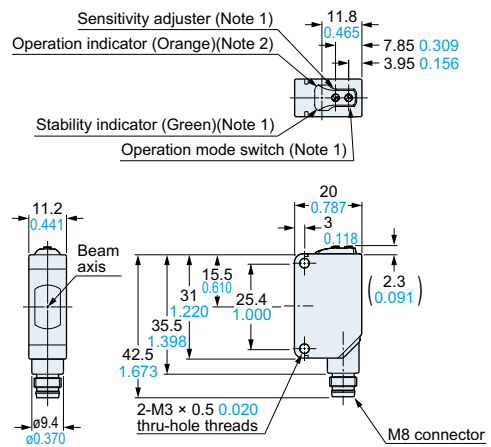 Sensitivity adjuster (Note 1)
11.8
0.465
Operation indicator (Orange)(Note 2)
7.85 0.309
3.95 0.156
Stability indicator (Green)(Note 1)
Operation mode switch (Note 1)
11.2
0.441
Beam
axis
20
0.787
3
0.118
15.5
0.610
2.3
0.091
31
1.220
25.4
1.000
35.5
1.398
42.5
1.673
ø9.4
ø0.370
2-M3 × 0.5 0.020
thru-hole threads
M8 connector